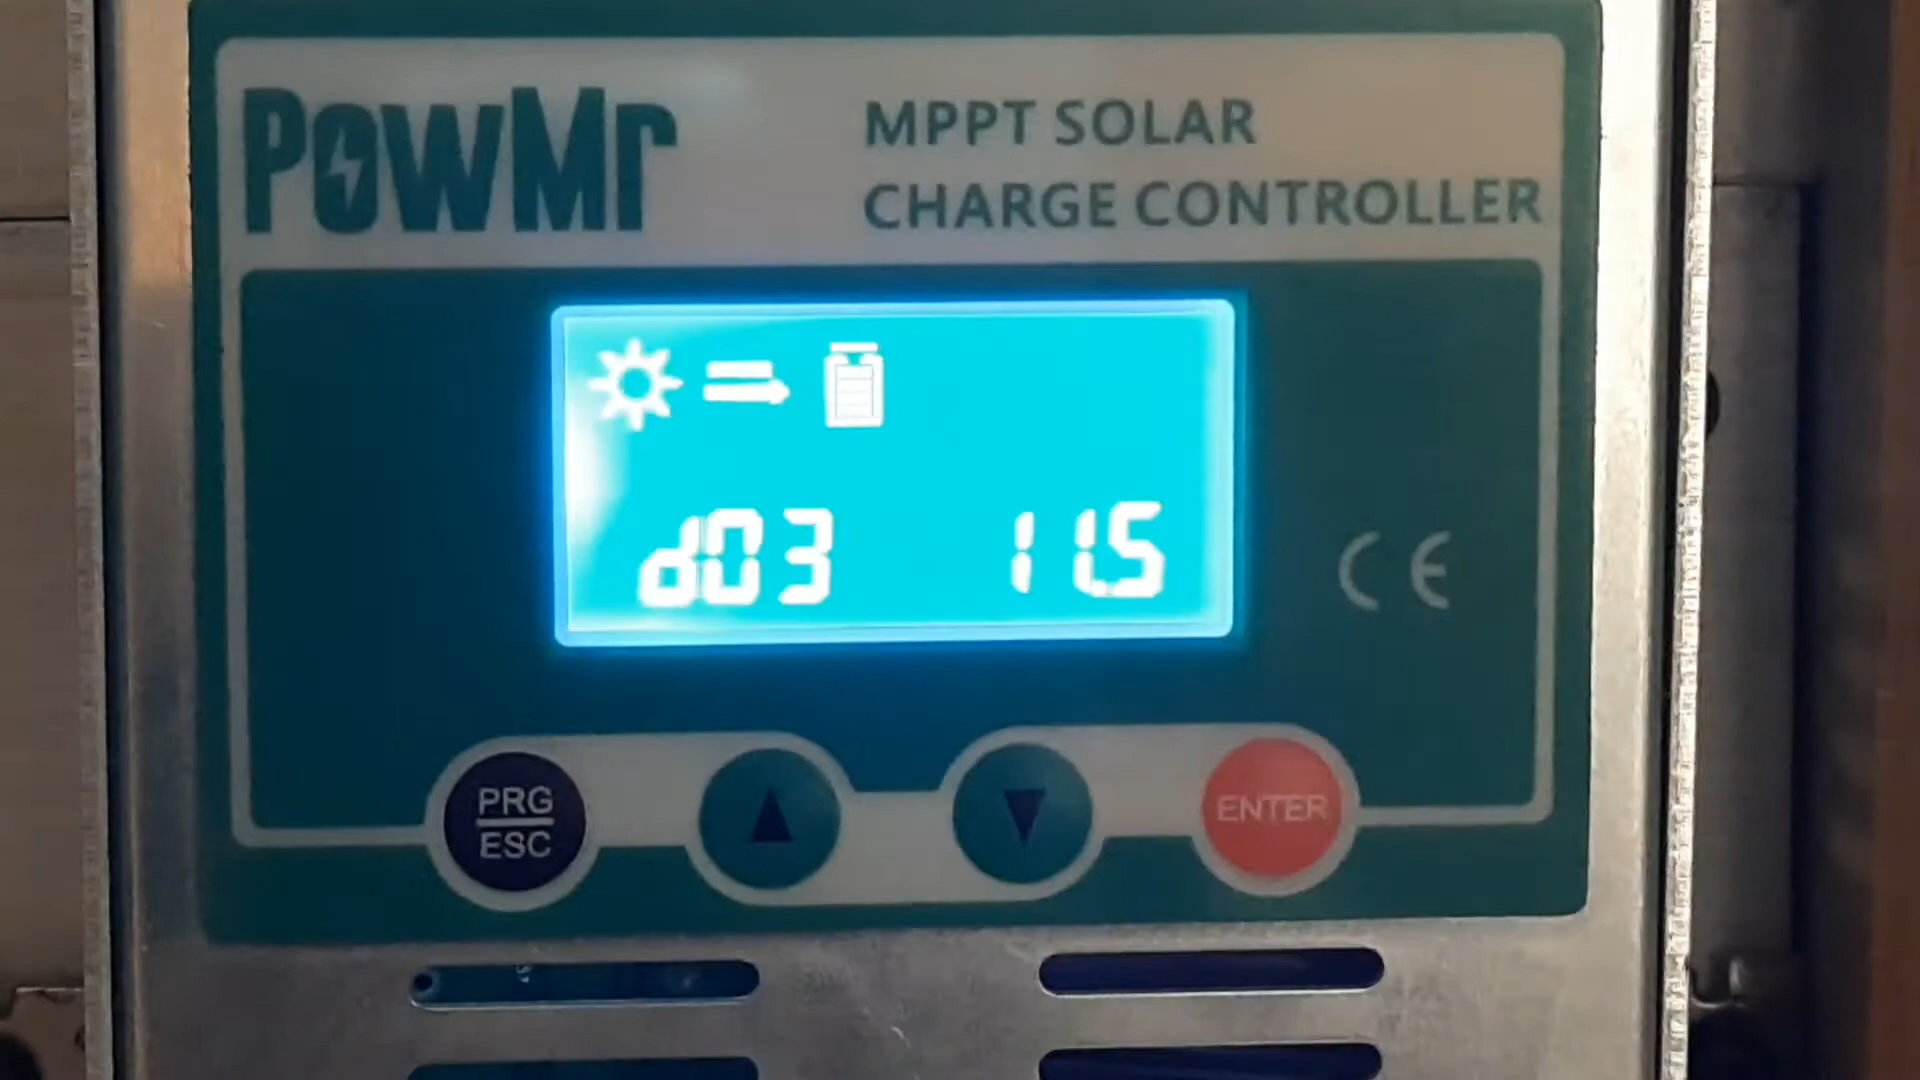 PowMr
MPPT SOLAR
CHARGE CONTROLLER
d03 11.5
CE
PRG
ESC
ENTER